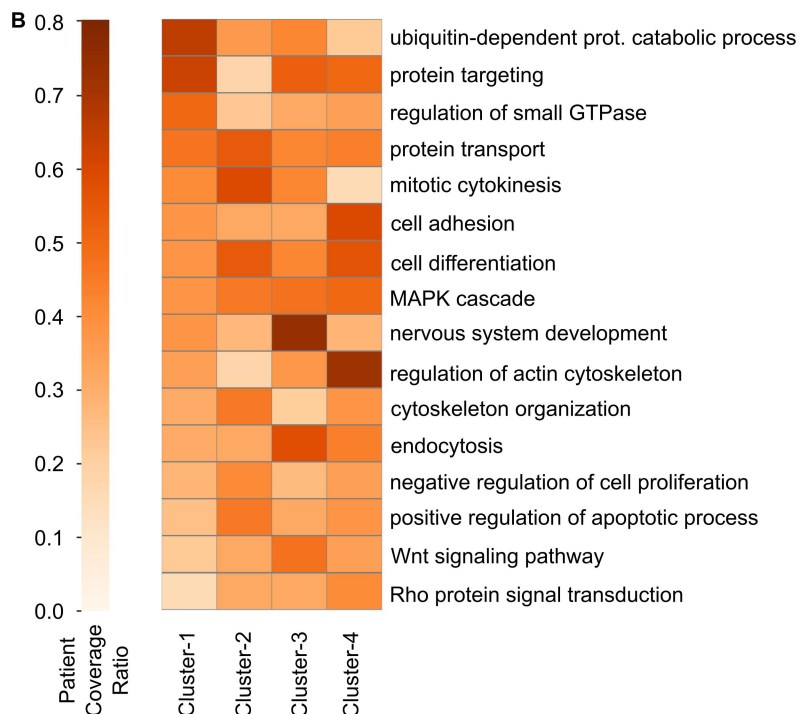 B
0.8
0.7
0.6
0.5
0.4
0.3
0.2
0.1
0.0
Patient
Coverage
Ratio
ubiquitin-dependent prot. catabolic process
protein targeting
regulation of small GTPase
protein transport
mitotic cytokinesis
cell adhesion
cell differentiation
MAPK cascade
nervous system development
regulation of actin cytoskeleton
cytoskeleton organization
endocytosis
negative regulation of cell proliferation
positive regulation of apoptotic process
Wnt signaling pathway
Rho protein signal transduction
Cluster-1
Cluster-2
Cluster-3
Cluster-4